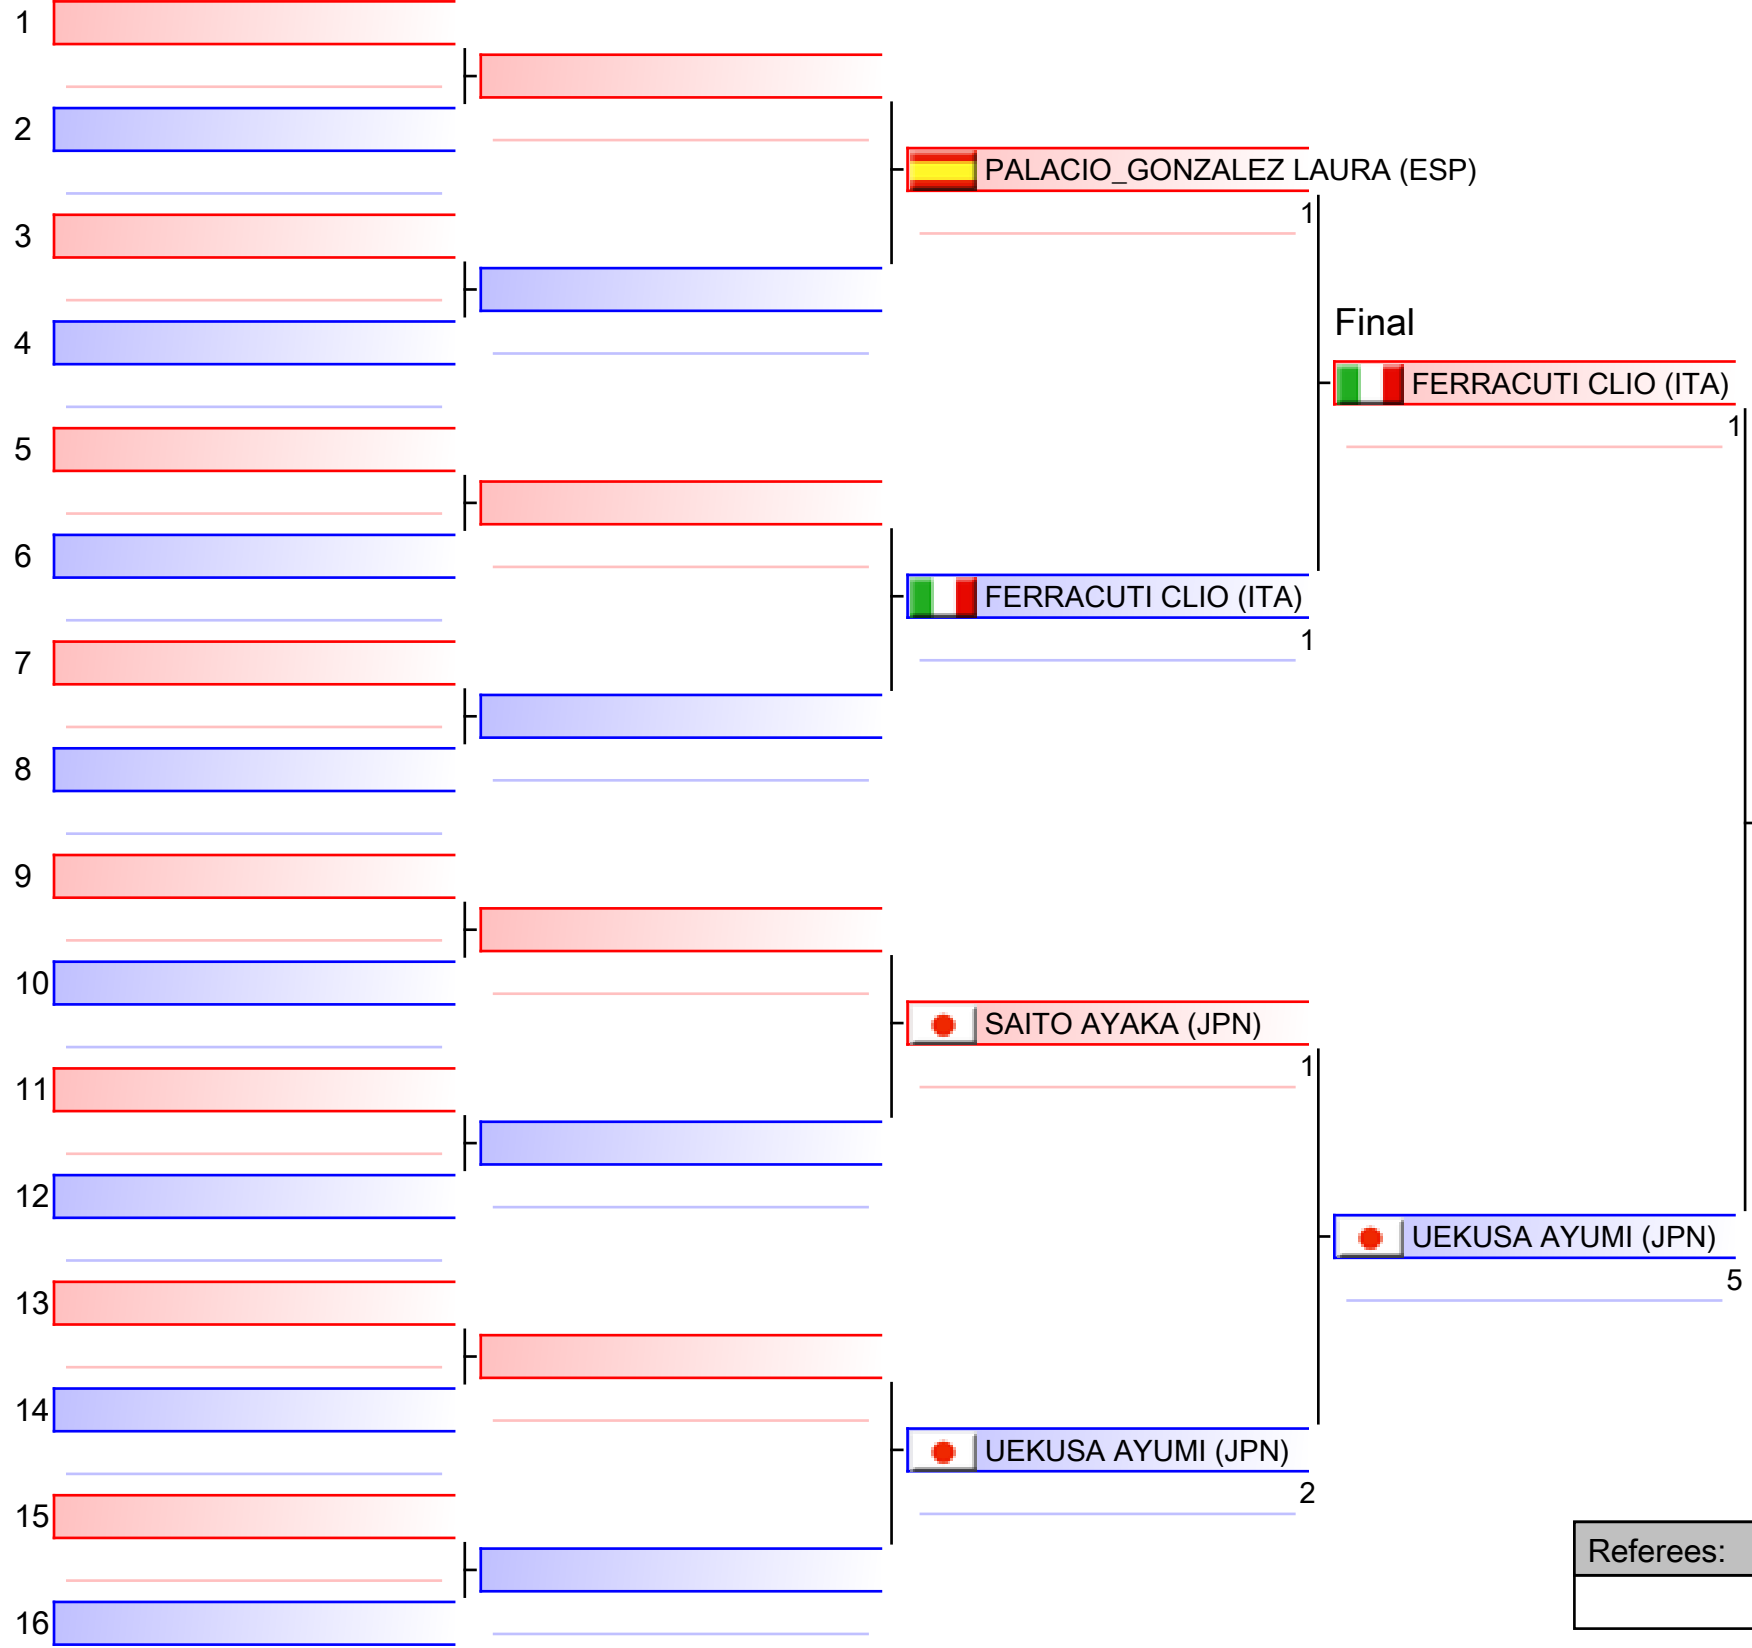 1
2
PALACIO_GONZALEZ LAURA (ESP)
1
3
Final
4
FERRACUTI CLIO (ITA)
1
5
6
FERRACUTI CLIO (ITA)
1
7
8
9
10
SAITO AYAKA (JPN)
1
11
12
UEKUSA AYUMI (JPN)
5
13
14
UEKUSA AYUMI (JPN)
2
15
Referees:
16